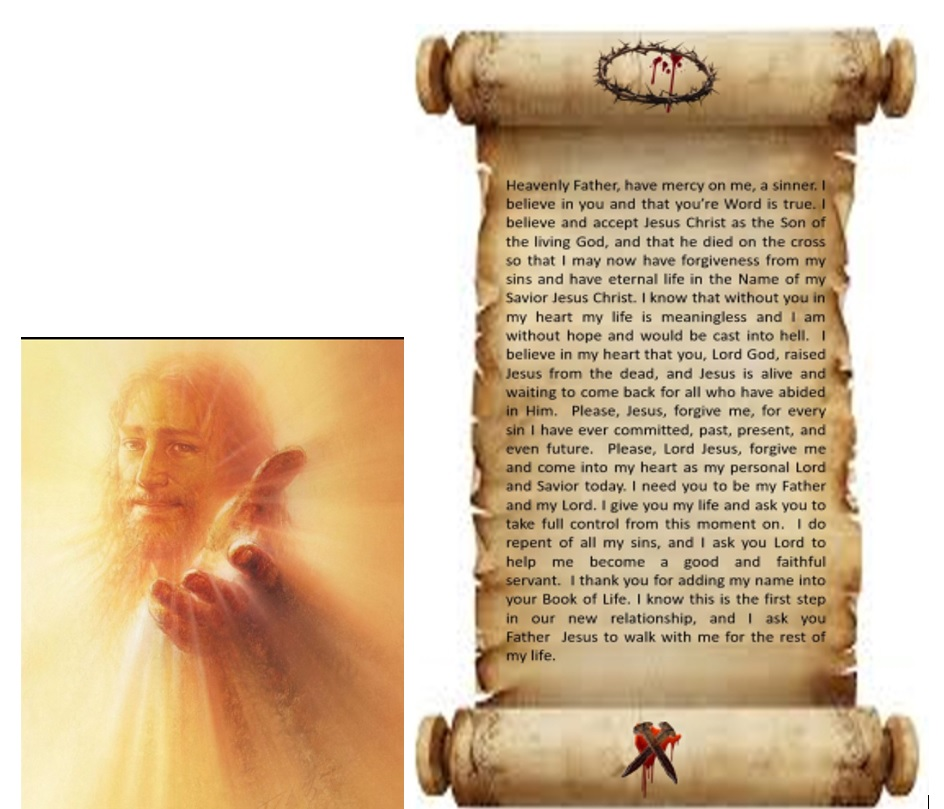 Heavenly Father, have mercy on me, a sinner. I
believe in you and that you’re Word is true. I
believe and accept Jesus Christ as the Son of
the living God, and that he died on the cross
so that I may now have forgiveness from my
sins and have eternal life in the Name of my
Savior Jesus Christ. I know that without you in
my heart my life is meaningless and I am
without hope and would be cast into hell. I
believe in my heart that you, Lord God, raised
Jesus from the dead, and Jesus is alive and
waiting to come back for all who have abided
in Him. Please, Jesus, forgive me, for every
sin I have ever committed, past, present, and
even future. Please, Lord Jesus, forgive me
and come into my heart as my personal Lord
and Savior today. I need you to be my Father
and my Lord. I give you my life and ask you to
take full control from this moment on. I do
repent of all my sins, and I ask you Lord to
help me become a good and faithful
servant. I thank you for adding my name into
your Book of Life. I know this is the first step
in our new relationship, and I ask you
Father Jesus to walk with me for the rest of
my life.